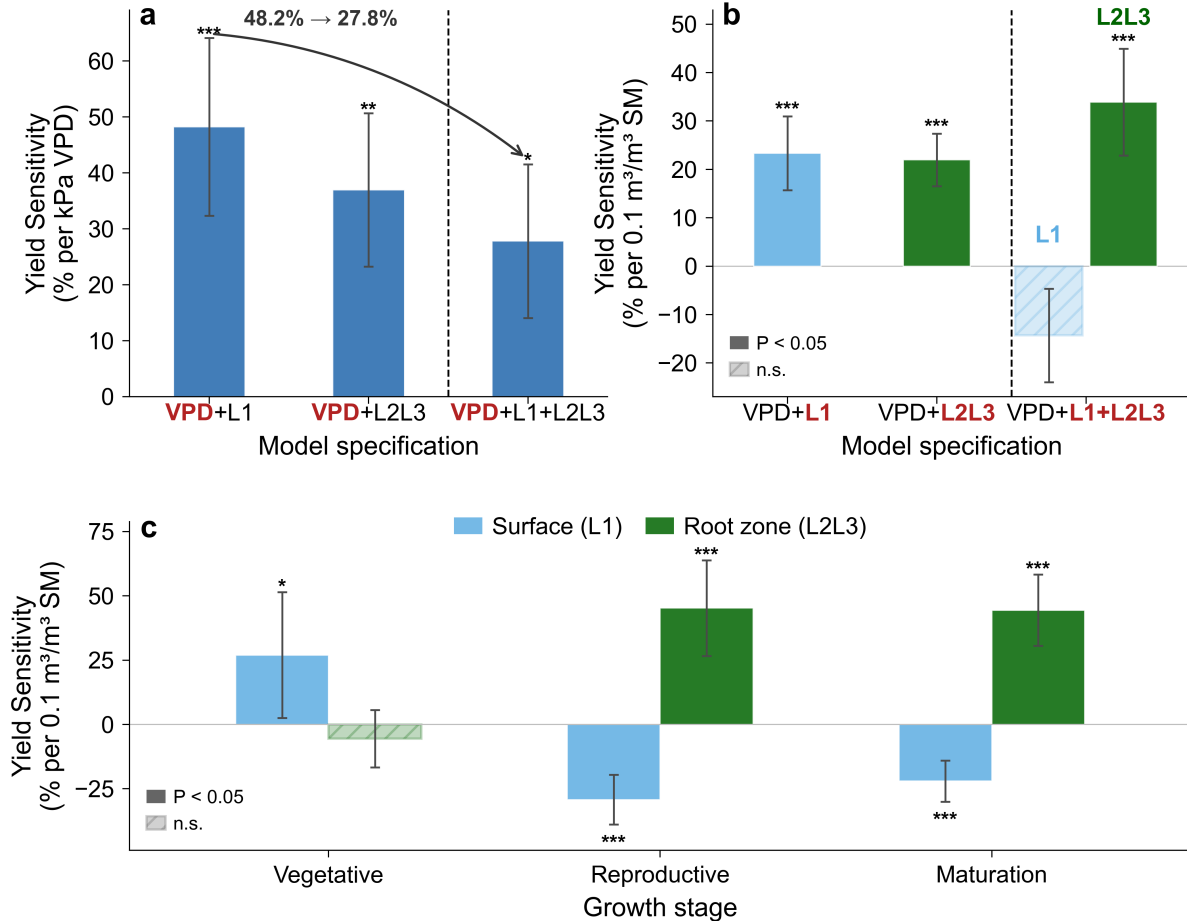 a
48.2% → 27.8%
***
**
*
60
50
40
30
20
10
0
Yield Sensitivity
(% per kPa VPD)
VPD+L1
VPD+L2L3
VPD+L1+L2L3
Model specification
b
L2L3
***
***
***
L1
50
40
30
20
10
0
−10
−20
Yield Sensitivity
(% per 0.1 m³/m³ SM)
P < 0.05
n.s.
VPD+L1
VPD+L2L3
VPD+L1+L2L3
Model specification
c
Surface (L1)
Root zone (L2L3)
75
50
25
0
−25
Yield Sensitivity
(% per 0.1 m³/m³ SM)
*
***
***
***
***
P < 0.05
n.s.
Vegetative
Reproductive
Maturation
Growth stage